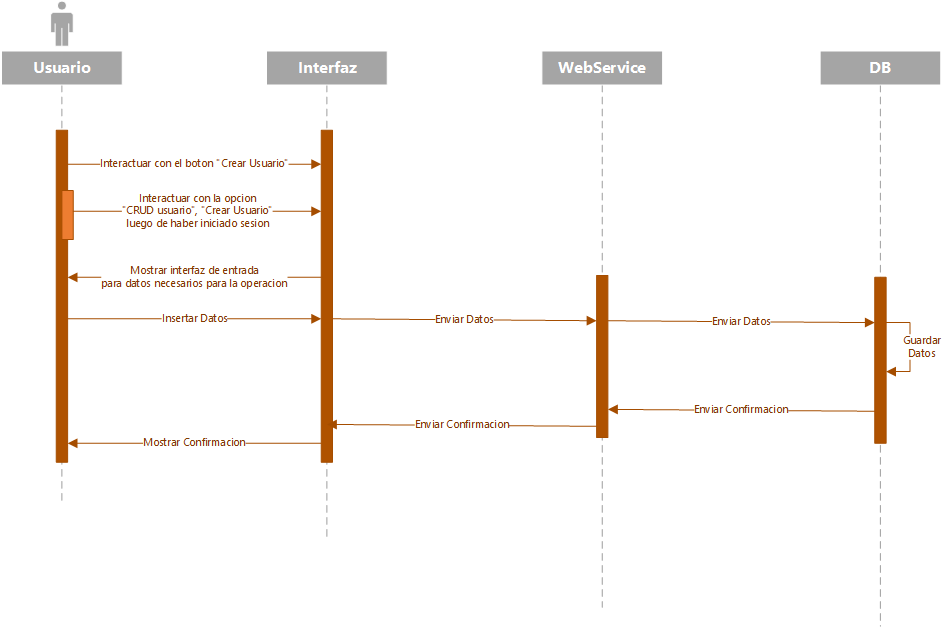 Usuario
Interfaz
WebService
DB
Interactuar con el boton "Crear Usuario"
Interactuar con la opcion
"CRUD usuario", "Crear Usuario"
luego de haber iniciado sesion
Mostrar interfaz de entrada
para datos necesarios para la operacion
Insertar Datos
Enviar Datos
Enviar Datos
Guardar
Datos
Enviar Confirmacion
Enviar Confirmacion
Mostrar Confirmacion